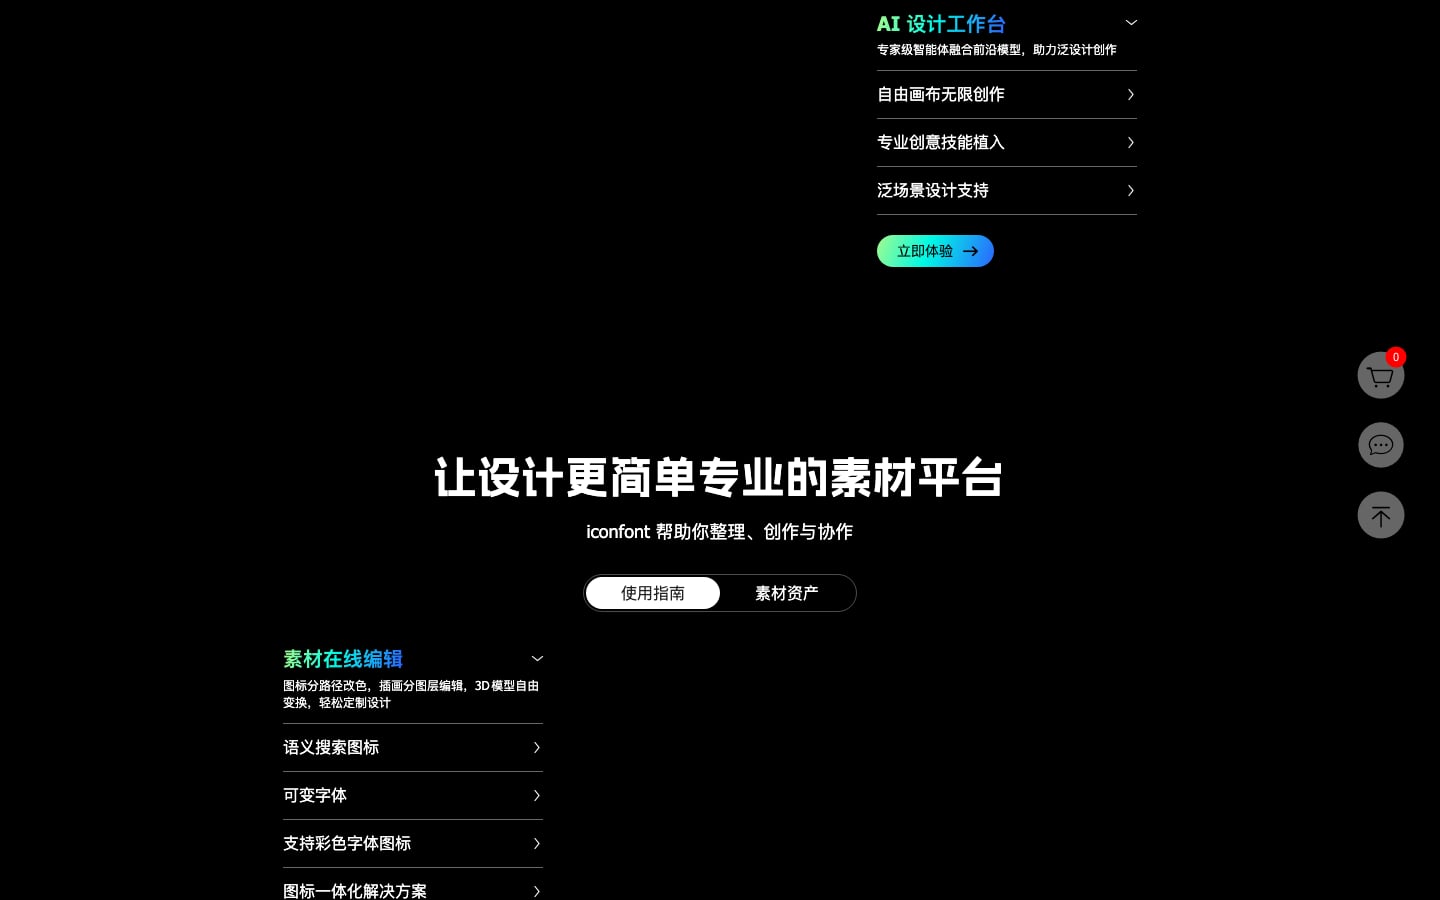 AI 设计工作台
专家级智能体融合前沿模型，助力泛设计创作
自由画布无限创作
专业创意技能植入
泛场景设计支持
立即体验
0
让设计更简单专业的素材平台
iconfont 帮助你整理、创作与协作
使用指南
素材资产
素材在线编辑
图标分路径改色，插画分图层编辑，3D模型自由
变换，轻松定制设计
语义搜索图标
可变字体
支持彩色字体图标
图标一体化解决方案